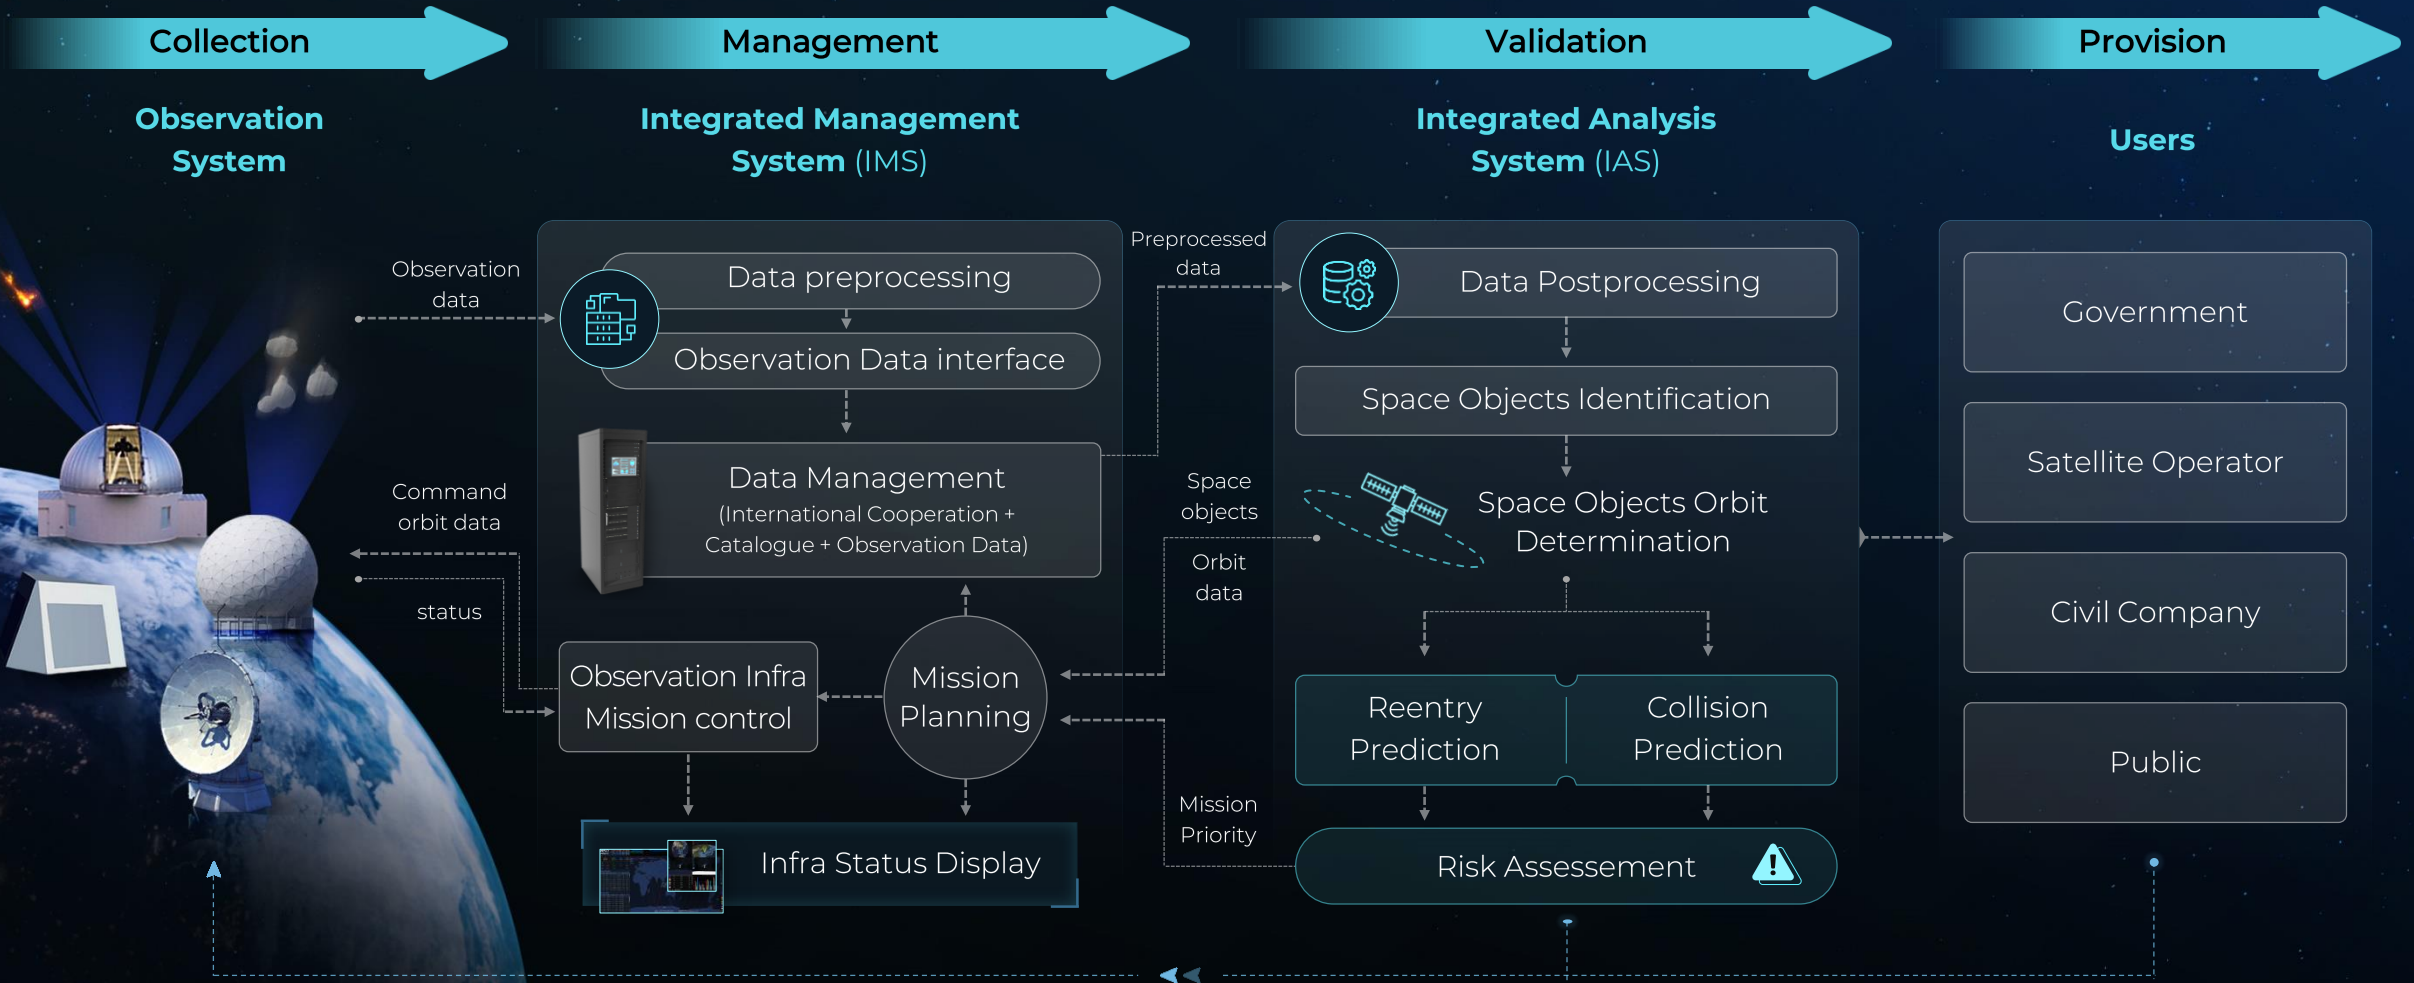 Collection
Management
Validation
Provision
Observation
System
Integrated Management
System (IMS)
Integrated Analysis
System (IAS)
Users
Observation
data
Command
orbit data
status
Data preprocessing
Observation Data interface
Data Management
(International Cooperation +
Catalogue + Observation Data)
Observation Infra
Mission control
Mission
Planning
Infra Status Display
Preprocessed
data
Space
objects
Orbit
data
Mission
Priority
Data Postprocessing
Space Objects Identification
Space Objects Orbit
Determination
Reentry
Prediction
Collision
Prediction
Risk Assessement
Government
Satellite Operator
Civil Company
Public